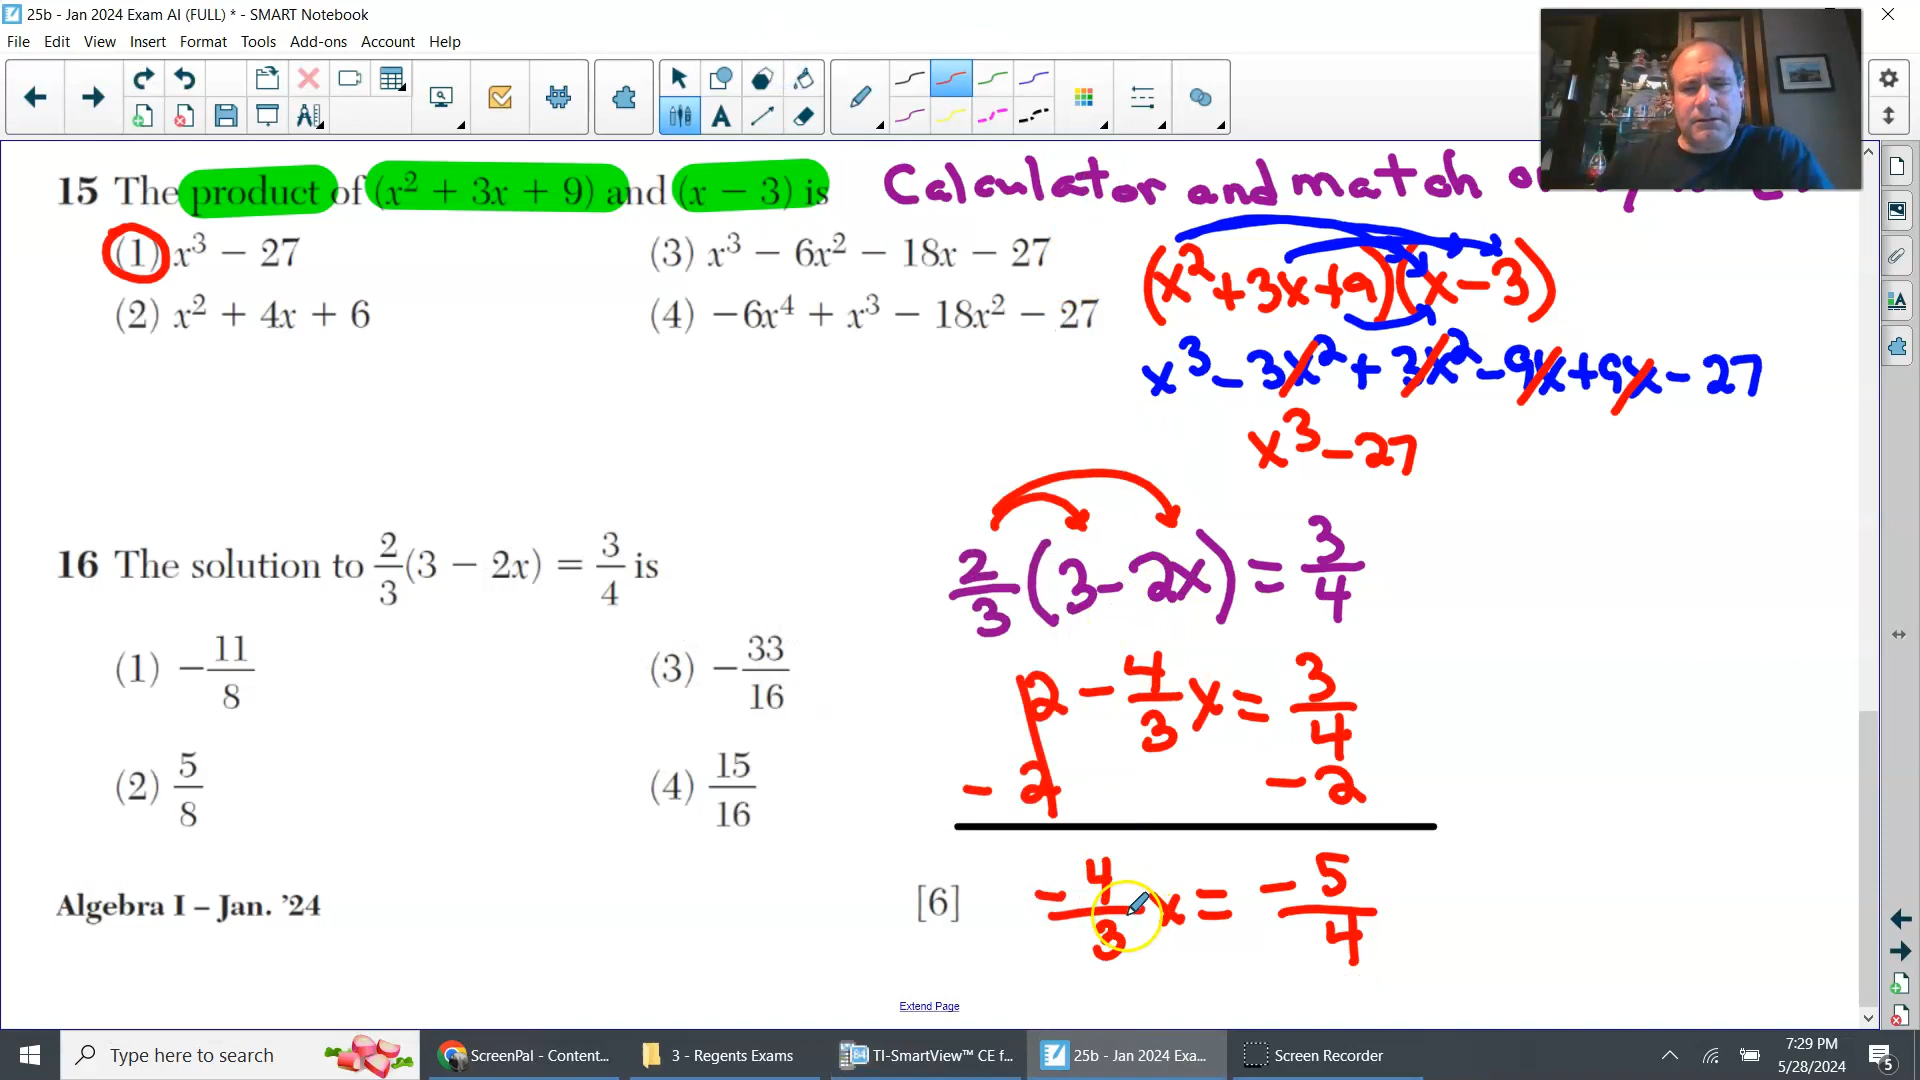 25b - Jan 2024 Exam AI (FULL) * - SMART Notebook
File Edit View Insert Format Tools Add-ons Account Help
15 The product of (x² + 3x + 9) and (x − 3) is
Calculator and match
(1) x³ − 27
(3) x³ − 6x² − 18x − 27
(2) x² + 4x + 6
(4) −6x⁴ + x³ − 18x² − 27
(x² + 3x + 9)(x − 3)
x³ − 3x² + 3x² − 9x + 9x − 27
x³ − 27
16 The solution to 2/3(3 − 2x) = 3/4 is
2/3(3 − 2x) = 3/4
(1) −11/8
(3) −33/16
2 − 4/3x = 3/4
− 2 − 2
(2) 5/8
(4) 15/16
−4/3x = −5/4
Algebra I – Jan. ’24
[6]
Extend Page
Type here to search
ScreenPal - Content...
3 - Regents Exams
84
TI-SmartView™ CE f...
25b - Jan 2024 Exa...
Screen Recorder
7:29 PM
5/28/2024
5